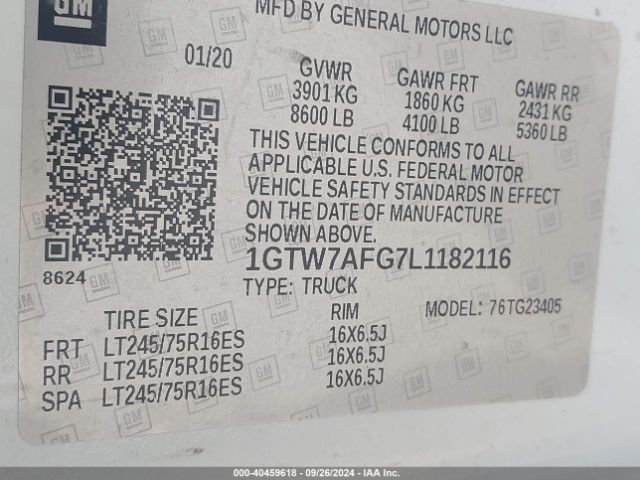 GM
MFD BY GENERAL MOTORS LLC
01/20
GVWR GAWR FRT GAWR RR
3901 KG 1860 KG 2431 KG
8600 LB 4100 LB 5360 LB
THIS VEHICLE CONFORMS TO ALL
APPLICABLE U.S. FEDERAL MOTOR
VEHICLE SAFETY STANDARDS IN EFFECT
ON THE DATE OF MANUFACTURE
SHOWN ABOVE.
8624
1GTW7AFG7L1182116
TYPE: TRUCK
MODEL: 76TG23405
TIRE SIZE RIM
FRT LT245/75R16ES 16X6.5J
RR LT245/75R16ES 16X6.5J
SPA LT245/75R16ES 16X6.5J
000-40459618 - 09/26/2024 - IAA Inc.